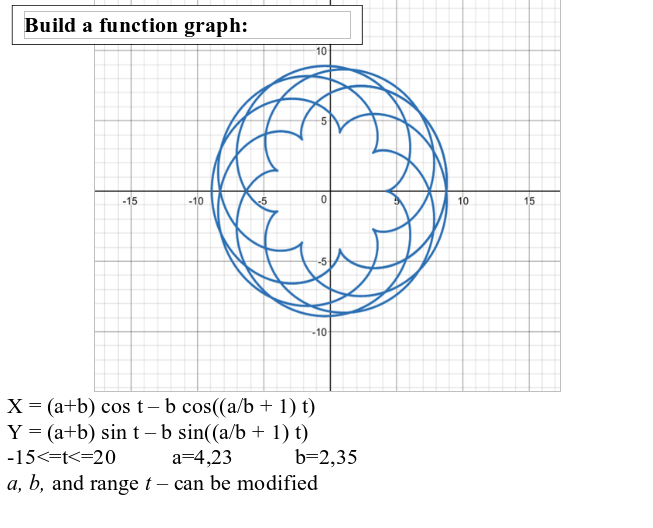 Build a function graph:
10
5
-15
-10
-5
0
5
10
15
-5
-10
X = (a+b) cos t – b cos((a/b + 1) t)
Y = (a+b) sin t – b sin((a/b + 1) t)
-15<=t<=20 a=4,23 b=2,35
a, b, and range t – can be modified